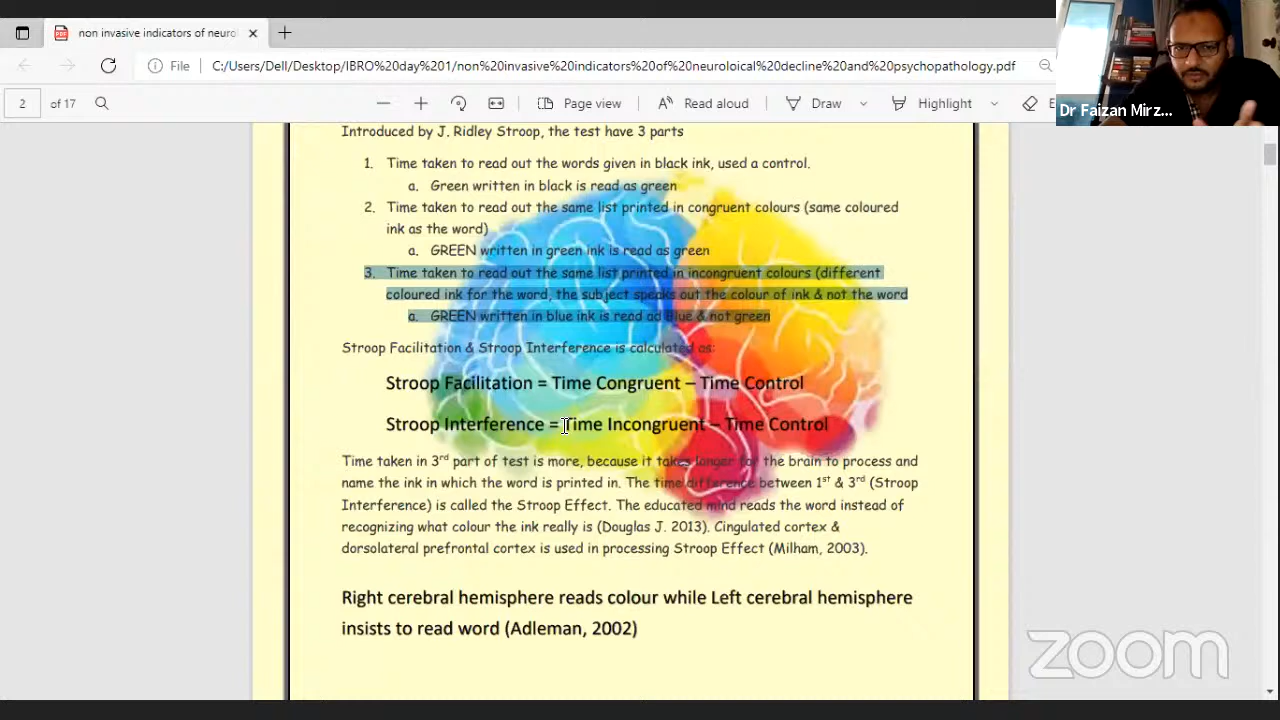 non invasive indicators of neuro
File C:/Users/Dell/Desktop/IBRO%20day%201/non%20invasive%20indicators%20of%20neuroloical%20decline%20and%20psychopathology.pdf
Dr Faizan Mirz...
2 of 17 Page view Read aloud Draw Highlight E
Introduced by J. Ridley Stroop, the test have 3 parts
1. Time taken to read out the words given in black ink, used a control.
a. Green written in black is read as green
2. Time taken to read out the same list printed in congruent colours (same coloured
ink as the word)
a. GREEN written in green ink is read as green
3. Time taken to read out the same list printed in incongruent colours (different
coloured ink for the word, the subject speaks out the colour of ink & not the word
a. GREEN written in blue ink is read ad Blue & not green
Stroop Facilitation & Stroop Interference is calculated as:
Stroop Facilitation = Time Congruent – Time Control
Stroop Interference = Time Incongruent – Time Control
Time taken in 3rd part of test is more, because it takes longer for the brain to process and
name the ink in which the word is printed in. The time difference between 1st & 3rd (Stroop
Interference) is called the Stroop Effect. The educated mind reads the word instead of
recognizing what colour the ink really is (Douglas J. 2013). Cingulated cortex &
dorsolateral prefrontal cortex is used in processing Stroop Effect (Milham, 2003).
Right cerebral hemisphere reads colour while Left cerebral hemisphere
insists to read word (Adleman, 2002)
zoom